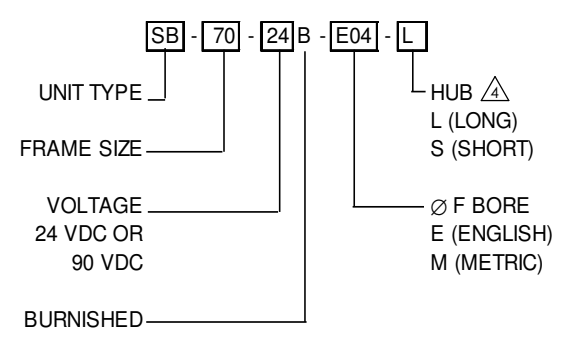 SB - 70 - 24 B - E04 - L
UNIT TYPE
FRAME SIZE
VOLTAGE
24 VDC OR
90 VDC
BURNISHED
HUB 4
L (LONG)
S (SHORT)
∅ F BORE
E (ENGLISH)
M (METRIC)